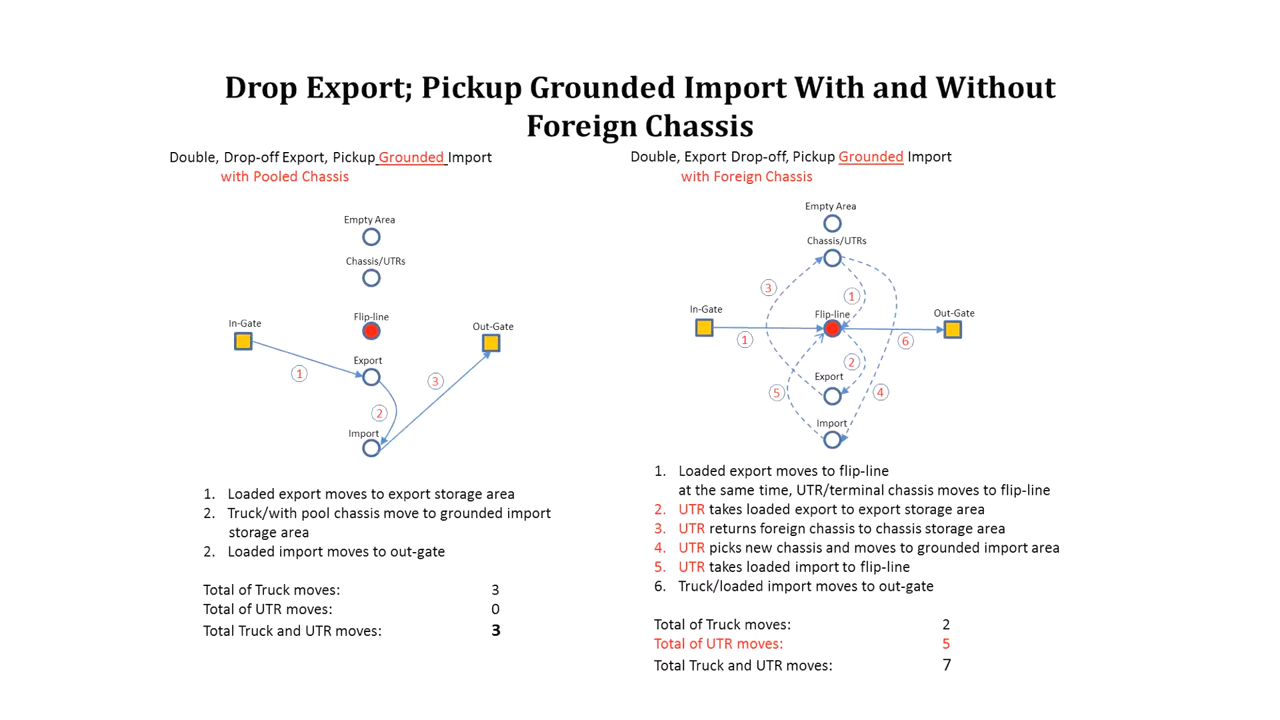 Drop Export; Pickup Grounded Import With and Without
Foreign Chassis
Double, Drop-off Export, Pickup Grounded Import
with Pooled Chassis
Empty Area
Chassis/UTRs
Flip-line
In-Gate
Out-Gate
Export
1
3
2
Import
1. Loaded export moves to export storage area
2. Truck/with pool chassis move to grounded import
storage area
2. Loaded import moves to out-gate
Total of Truck moves: 3
Total of UTR moves: 0
Total Truck and UTR moves: 3
Double, Export Drop-off, Pickup Grounded Import
with Foreign Chassis
Empty Area
Chassis/UTRs
3
1
In-Gate
Flip-line
Out-Gate
1
6
2
Export
5
4
Import
1. Loaded export moves to flip-line
at the same time, UTR/terminal chassis moves to flip-line
2. UTR takes loaded export to export storage area
3. UTR returns foreign chassis to chassis storage area
4. UTR picks new chassis and moves to grounded import area
5. UTR takes loaded import to flip-line
6. Truck/loaded import moves to out-gate
Total of Truck moves: 2
Total of UTR moves: 5
Total Truck and UTR moves: 7